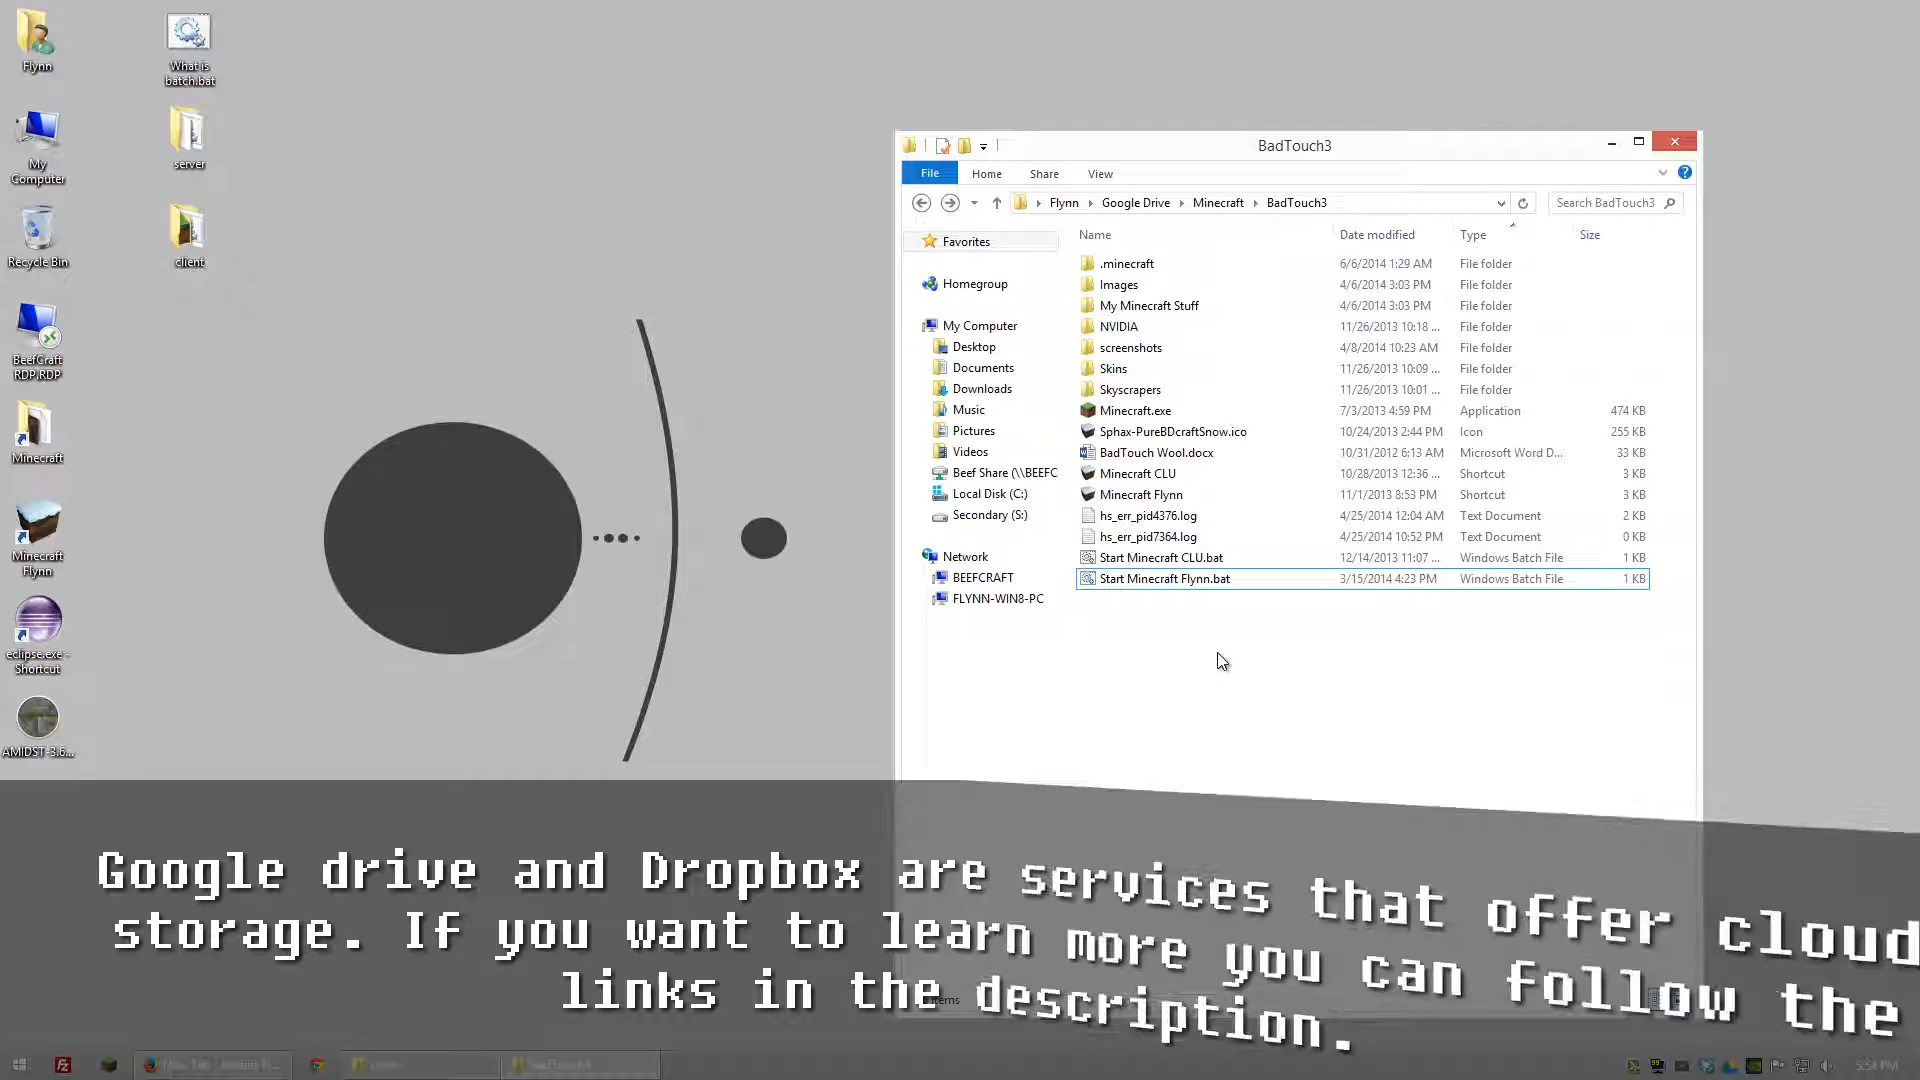 Flynn
What is
batch.bat
My
Computer
server
Recycle Bin
client
BeefCraft
RDP.RDP
Minecraft
Minecraft
Flynn
eclipse.exe -
Shortcut
AMIDST-3.6...
BadTouch3
File Home Share View
Flynn Google Drive Minecraft BadTouch3
Search BadTouch3
Favorites
Homegroup
My Computer
Desktop
Documents
Downloads
Music
Pictures
Videos
Beef Share (\\BEEFC
Local Disk (C:)
Secondary (S:)
Network
BEEFCRAFT
FLYNN-WIN8-PC
Name Date modified Type Size
.minecraft 6/6/2014 1:29 AM File folder
Images 4/6/2014 3:03 PM File folder
My Minecraft Stuff 4/6/2014 3:03 PM File folder
NVIDIA 11/26/2013 10:18 ... File folder
screenshots 4/8/2014 10:23 AM File folder
Skins 11/26/2013 10:09 ... File folder
Skyscrapers 11/26/2013 10:01 ... File folder
Minecraft.exe 7/3/2013 4:59 PM Application 474 KB
Sphax-PureBDcraftSnow.ico 10/24/2013 2:44 PM Icon 255 KB
BadTouch Wool.docx 10/31/2012 6:13 AM Microsoft Word D... 33 KB
Minecraft CLU 10/28/2013 12:36 ... Shortcut 3 KB
Minecraft Flynn 11/1/2013 8:53 PM Shortcut 3 KB
hs_err_pid4376.log 4/25/2014 12:04 AM Text Document 2 KB
hs_err_pid7364.log 4/25/2014 10:52 PM Text Document 0 KB
Start Minecraft CLU.bat 12/14/2013 11:07 ... Windows Batch File 1 KB
Start Minecraft Flynn.bat 3/15/2014 4:23 PM Windows Batch File 1 KB
Google drive and Dropbox are services that offer cloud
storage. If you want to learn more you can follow the
links in the description.
items
5:54 PM